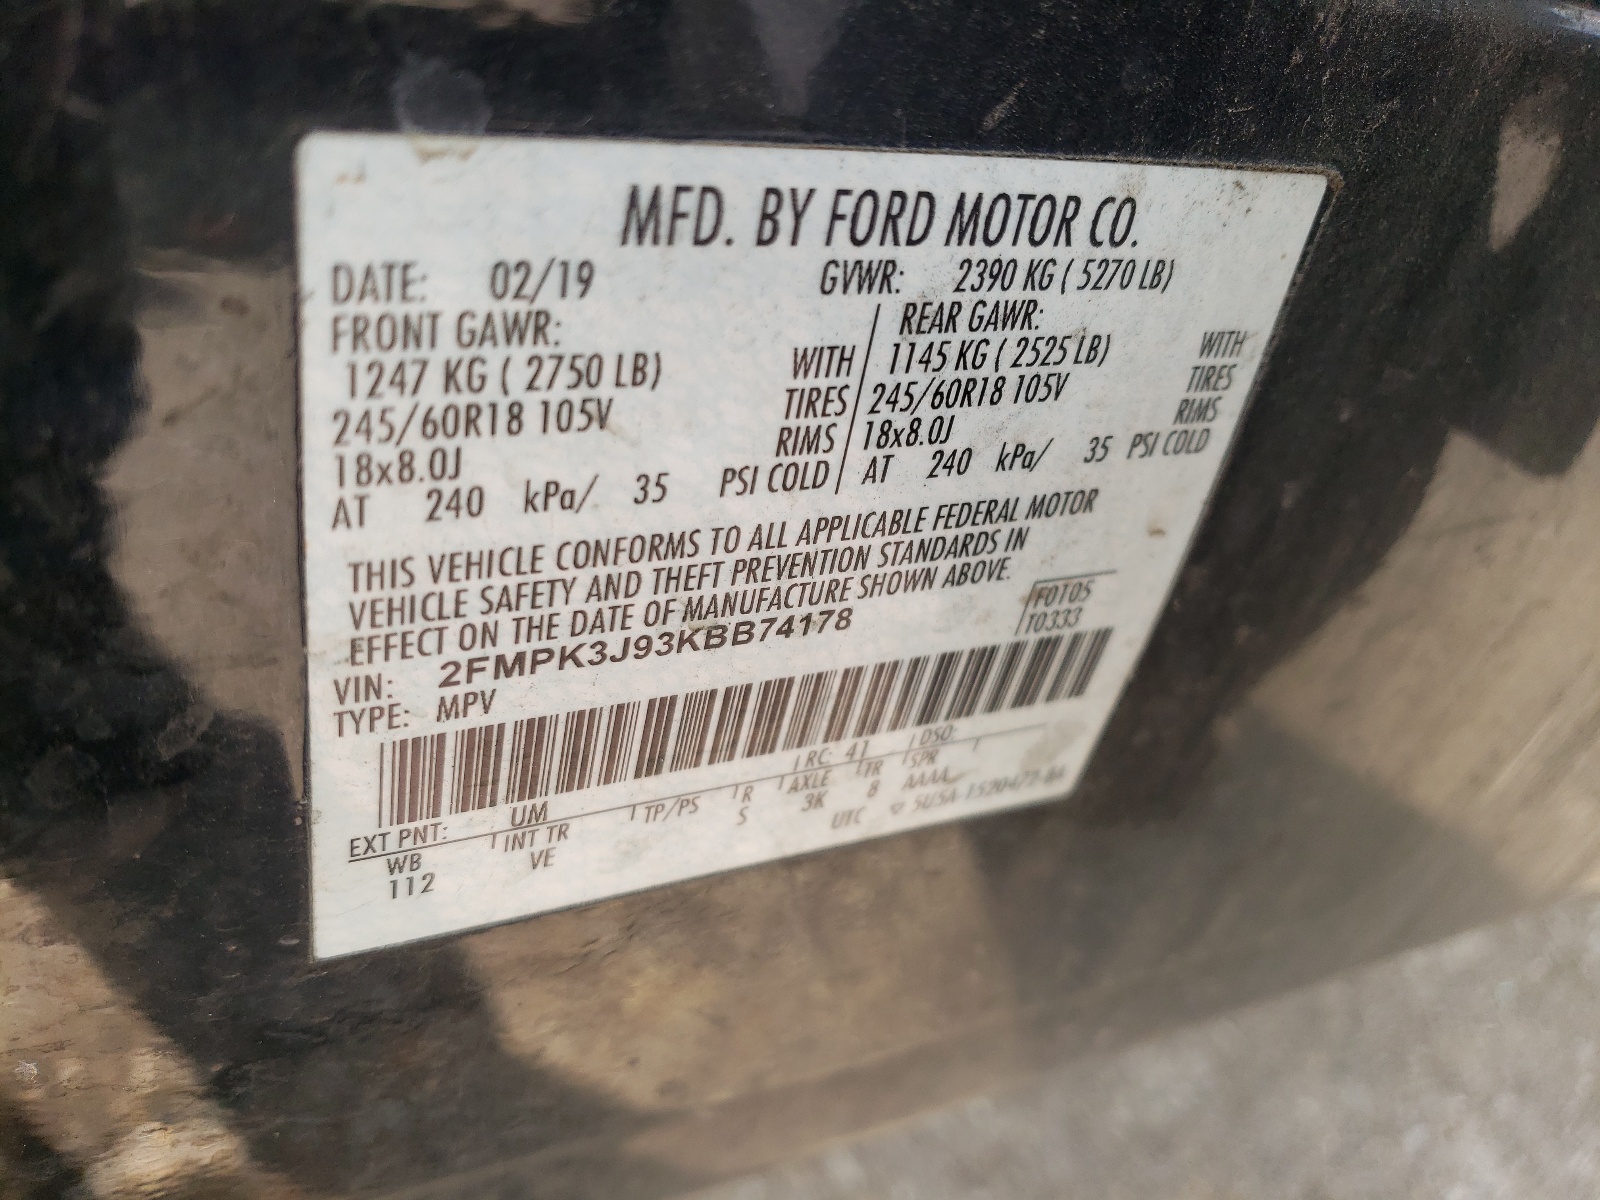 MFD. BY FORD MOTOR CO.
DATE: 02/19 GVWR: 2390 KG ( 5270 LB)
FRONT GAWR: REAR GAWR:
1247 KG ( 2750 LB) WITH 1145 KG ( 2525 LB) WITH
245/60R18 105V TIRES 245/60R18 105V TIRES
18x8.0J RIMS 18x8.0J RIMS
AT 240 kPa/ 35 PSI COLD AT 240 kPa/ 35 PSI COLD
THIS VEHICLE CONFORMS TO ALL APPLICABLE FEDERAL MOTOR
VEHICLE SAFETY AND THEFT PREVENTION STANDARDS IN
EFFECT ON THE DATE OF MANUFACTURE SHOWN ABOVE.
VIN: 2FMPK3J93KBB74178 F0105
TYPE: MPV T0333
EXT PNT: UM RC: 41 DSO:
WB INT TR TP/PS R AXLE TR SPR
112 VE S 3K 8 AAAA
UTC